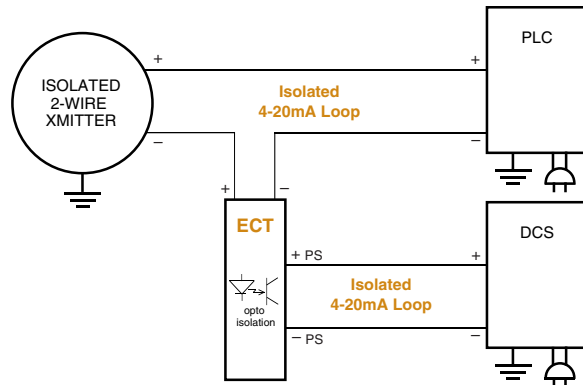 PLC
+
+
ISOLATED
2-WIRE
XMITTER
Isolated
4-20mA Loop
−
−
+
−
ECT
DCS
+ PS
+
Isolated
4-20mA Loop
opto
isolation
− PS
−